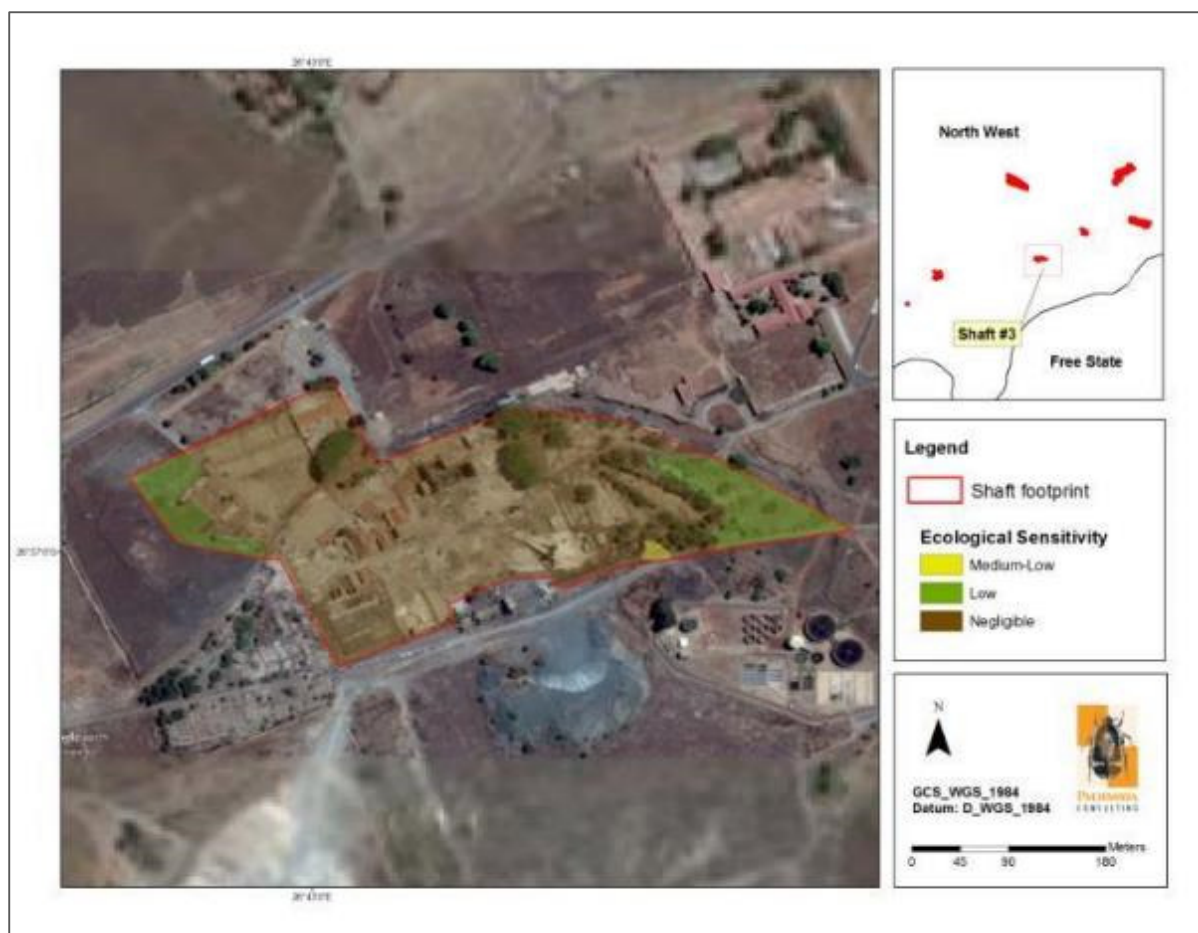 North West
Shaft #3
Free State
Legend
Shaft footprint
Ecological Sensitivity
Medium-Low
Low
Negligible
N
GCS_WGS_1984
Datum: D_WGS_1984
CONSULTING
Meters
0 45 90 180